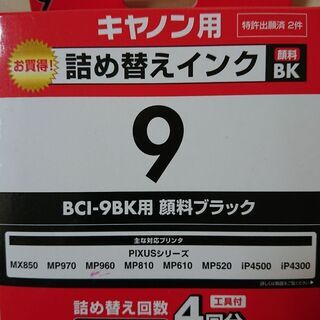 9
キヤノン用
特許出願済 2件
お買得!
詰め替えインク
顔料
BK
9
BCI-9BK用 顔料ブラック
主な対応プリンタ
PIXUSシリーズ
MX850 MP970 MP960 MP810 MP610 MP520 iP4500 iP4300
詰め替え回数
工具付
4回分